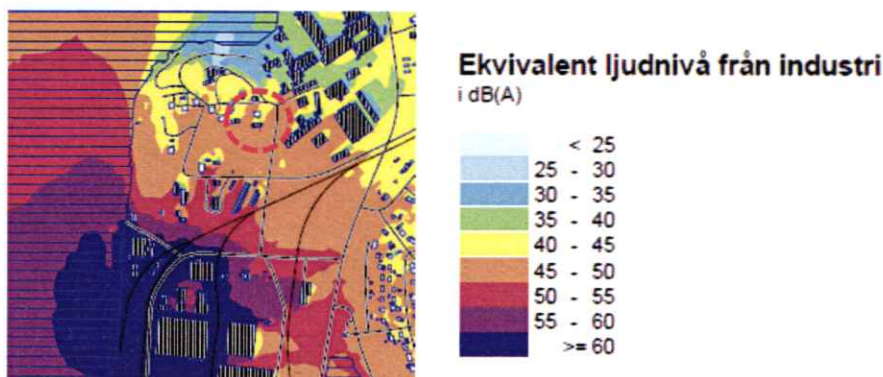 Ekvivalent ljudnivå från industri
i dB(A)
< 25
25 - 30
30 - 35
35 - 40
40 - 45
45 - 50
50 - 55
55 - 60
>= 60